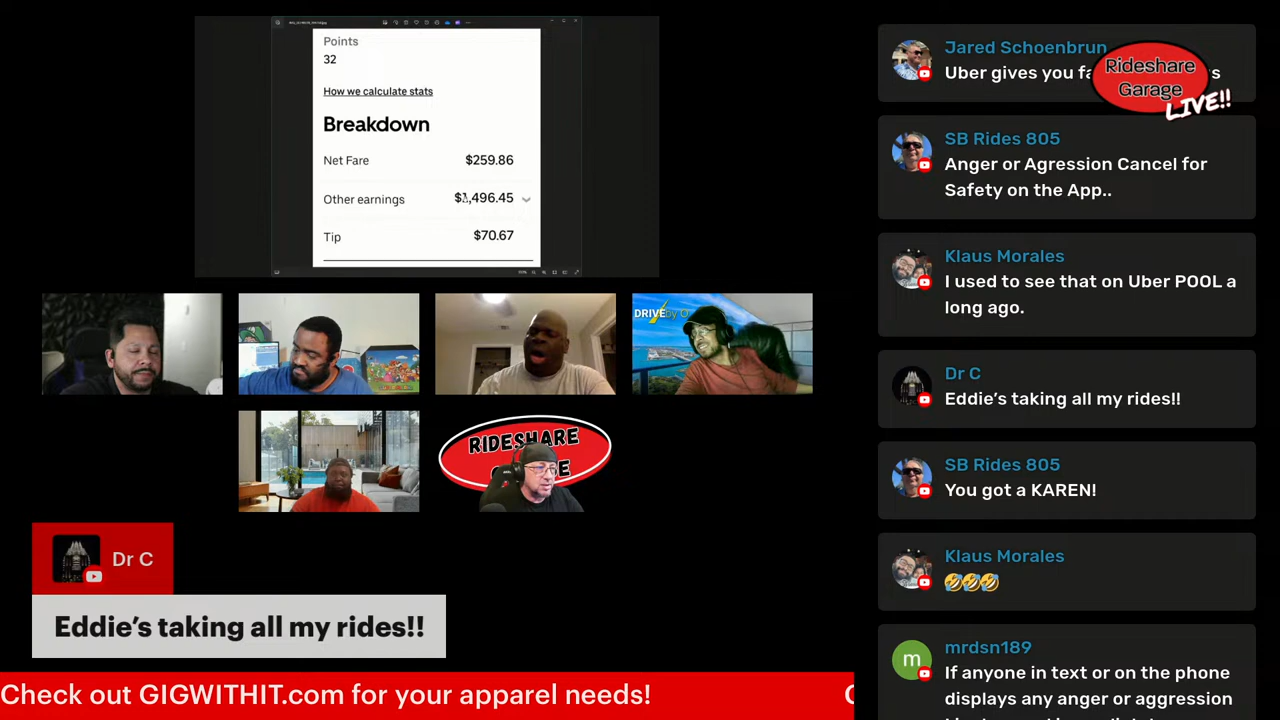 Points
32
How we calculate stats
Breakdown
Net Fare $259.86
Other earnings $1,496.45
Tip $70.67
DRIVE by O
RIDESHARE
Dr C
Eddie's taking all my rides!!
Check out GIGWITHIT.com for your apparel needs!
Jared Schoenbrun
Uber gives you fa
Rideshare
Garage
LIVE!!
SB Rides 805
Anger or Agression Cancel for
Safety on the App..
Klaus Morales
I used to see that on Uber POOL a
long ago.
Dr C
Eddie's taking all my rides!!
SB Rides 805
You got a KAREN!
Klaus Morales
🤣🤣🤣
m
mrdsn189
If anyone in text or on the phone
displays any anger or aggression